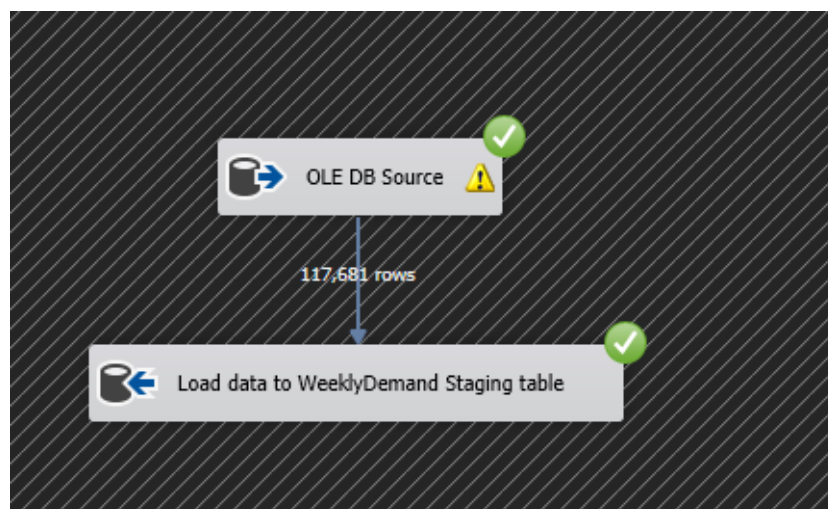 OLE DB Source
117,681 rows
Load data to WeeklyDemand Staging table